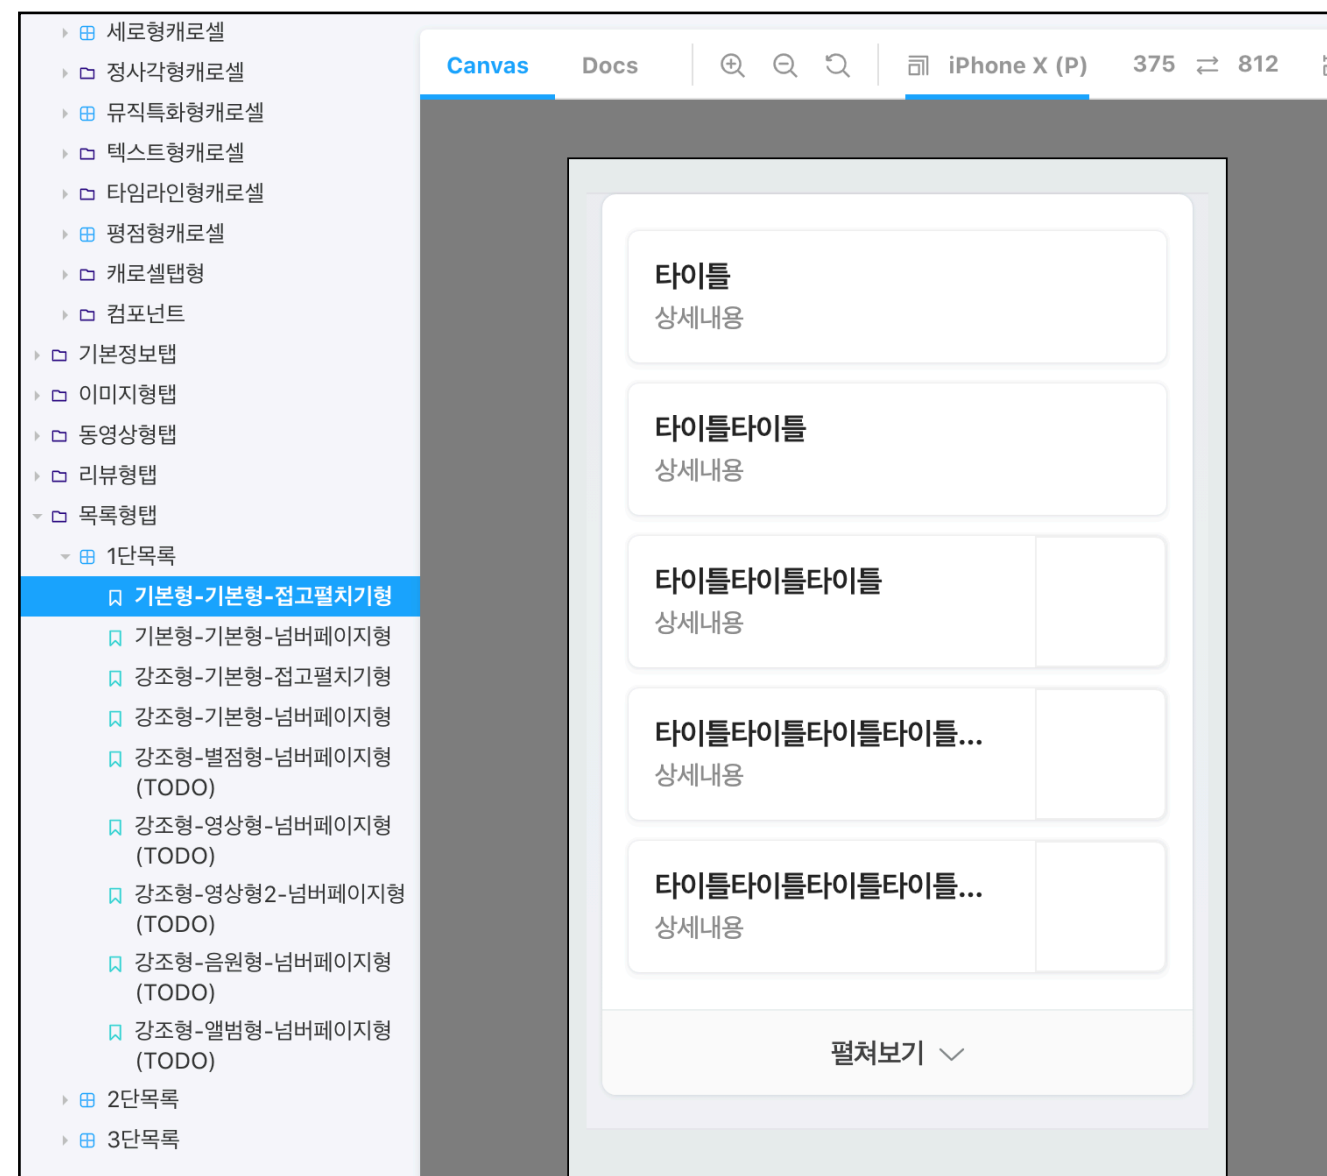 세로형캐로셀
정사각형캐로셀
뮤직특화형캐로셀
텍스트형캐로셀
타임라인형캐로셀
평점형캐로셀
캐로셀탭형
컴포넌트
기본정보탭
이미지형탭
동영상형탭
리뷰형탭
목록형탭
1단목록
기본형-기본형-접고펼치기형
기본형-기본형-넘버페이지형
강조형-기본형-접고펼치기형
강조형-기본형-넘버페이지형
강조형-별점형-넘버페이지형
(TODO)
강조형-영상형-넘버페이지형
(TODO)
강조형-영상형2-넘버페이지형
(TODO)
강조형-음원형-넘버페이지형
(TODO)
강조형-앨범형-넘버페이지형
(TODO)
2단목록
3단목록
Canvas Docs iPhone X (P) 375 812
타이틀
상세내용
타이틀타이틀
상세내용
타이틀타이틀타이틀
상세내용
타이틀타이틀타이틀타이틀...
상세내용
타이틀타이틀타이틀타이틀...
상세내용
펼쳐보기